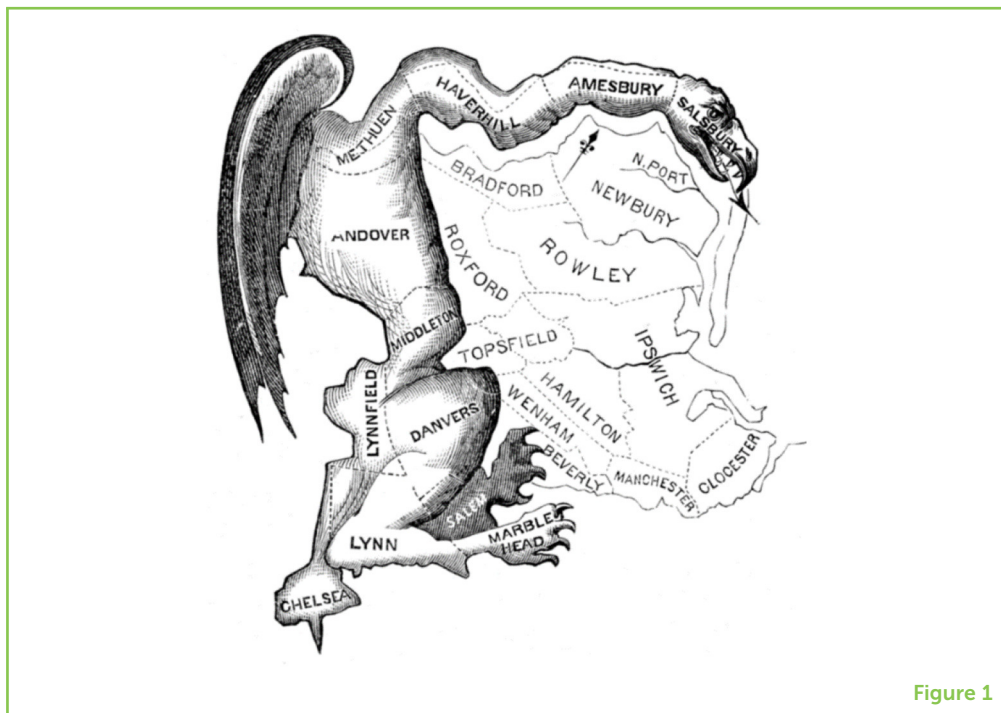 AMESBURY
HAVERHILL
SALSBURY
METHUEN
N. PORT
BRADFORD
NEWBURY
ANDOVER
ROXFORD
ROWLEY
MIDDLETON
TOPSFIELD
IPSWICH
HAMILTON
WENHAM
LYNNFIELD
DANVERS
BEVERLY
MANCHESTER
CLOCESTER
SALEM
LYNN
MARBLE
HEAD
CHELSEA
Figure 1